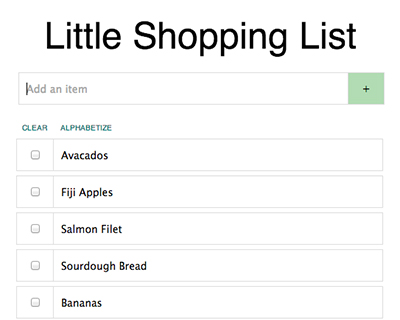 Little Shopping List
Add an item +
CLEAR ALPHABETIZE
Avacados
Fiji Apples
Salmon Filet
Sourdough Bread
Bananas